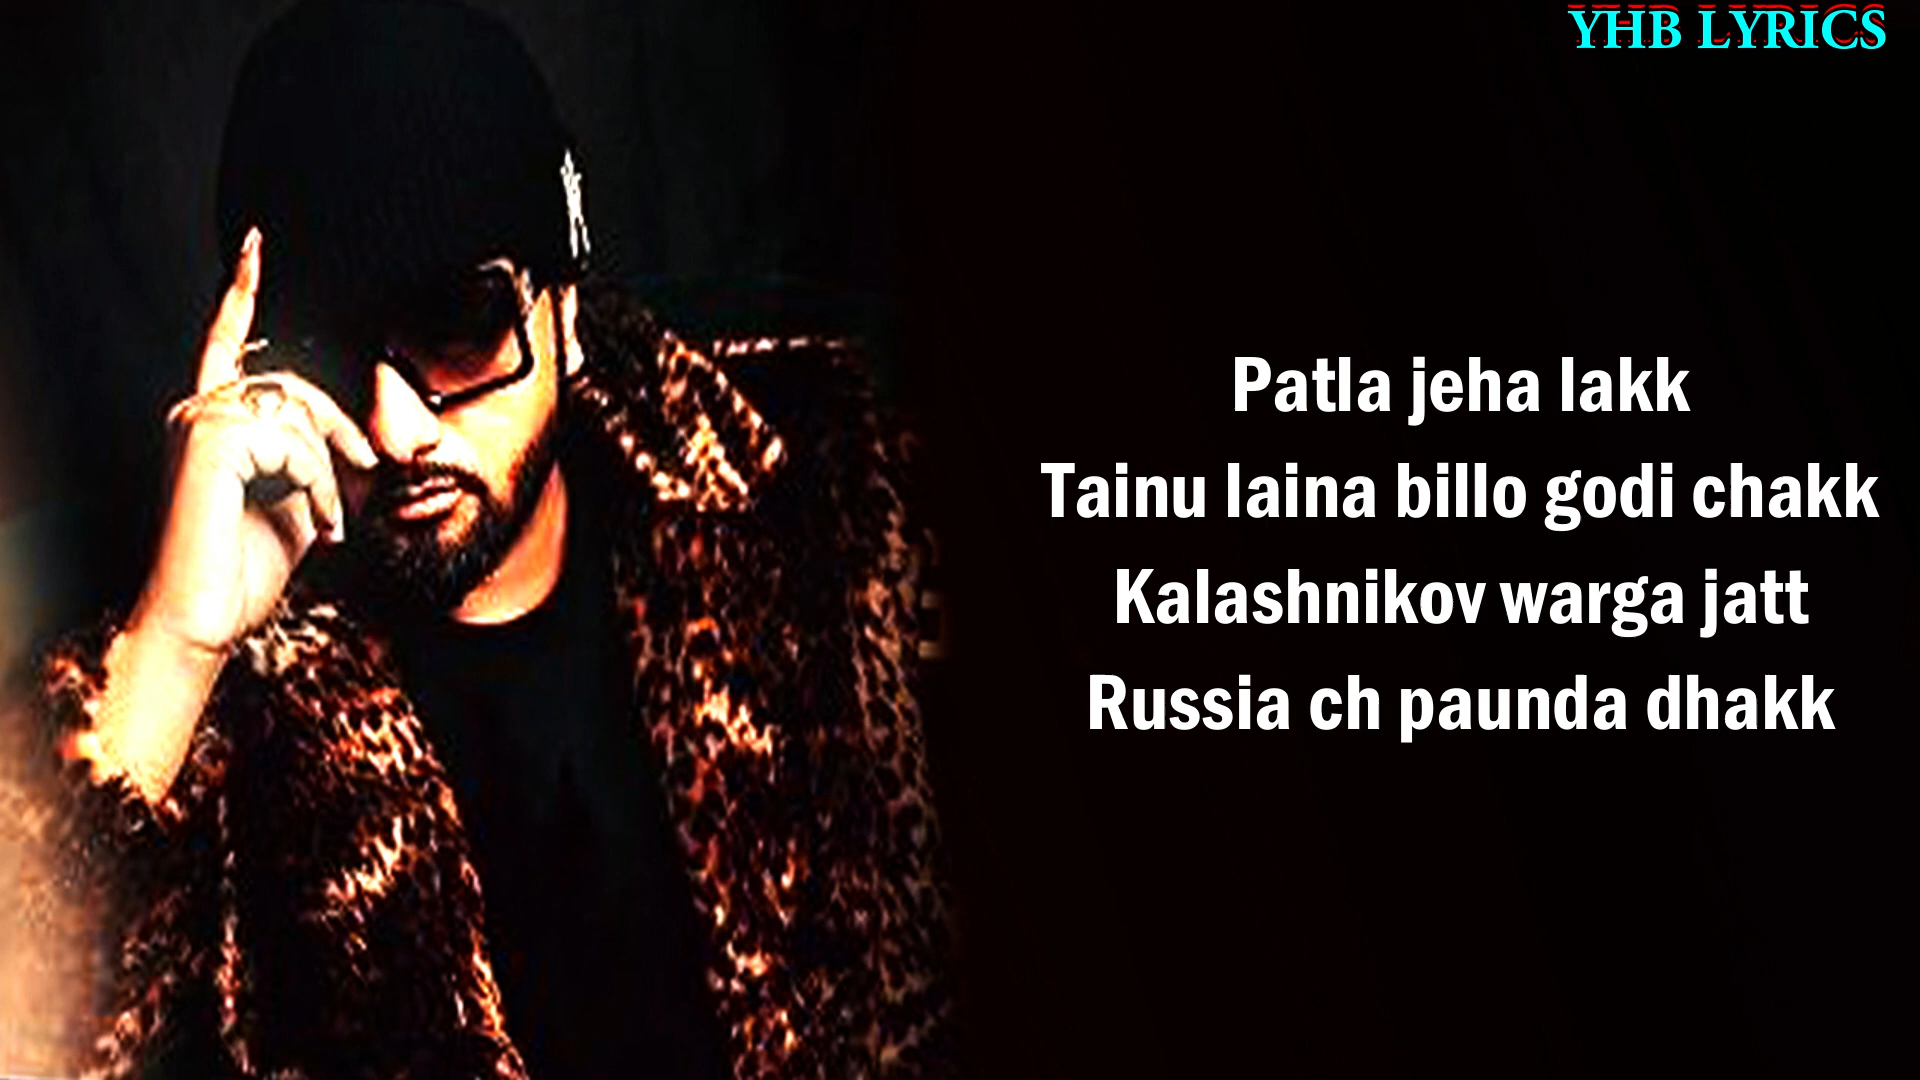 YHB LYRICS
Patla jeha lakk
Tainu laina billo godi chakk
Kalashnikov warga jatt
Russia ch paunda dhakk